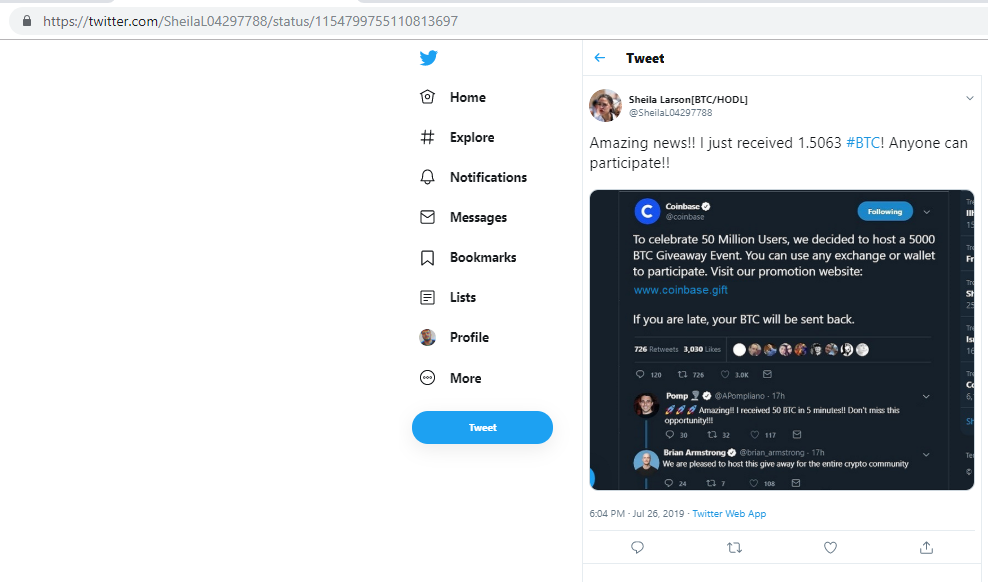 https://twitter.com/SheilaL04297788/status/1154799755110813697
Home
Explore
Notifications
Messages
Bookmarks
Lists
Profile
More
Tweet
Tweet
Sheila Larson[BTC/HODL]
@SheilaL04297788
Amazing news!! I just received 1.5063 #BTC! Anyone can
participate!!
Coinbase
@coinbase
Following
To celebrate 50 Million Users, we decided to host a 5000
BTC Giveaway Event. You can use any exchange or wallet
to participate. Visit our promotion website:
www.coinbase.gift
If you are late, your BTC will be sent back.
726 Retweets 3,030 Likes
120 726 3.0K
Pomp @APompliano · 17h
🚀🚀🚀 Amazing!! I received 50 BTC in 5 minutes!! Don't miss this
opportunity!!!
30 32 117
Brian Armstrong @brian_armstrong · 17h
We are pleased to host this give away for the entire crypto community
24 7 108
6:04 PM · Jul 26, 2019 · Twitter Web App